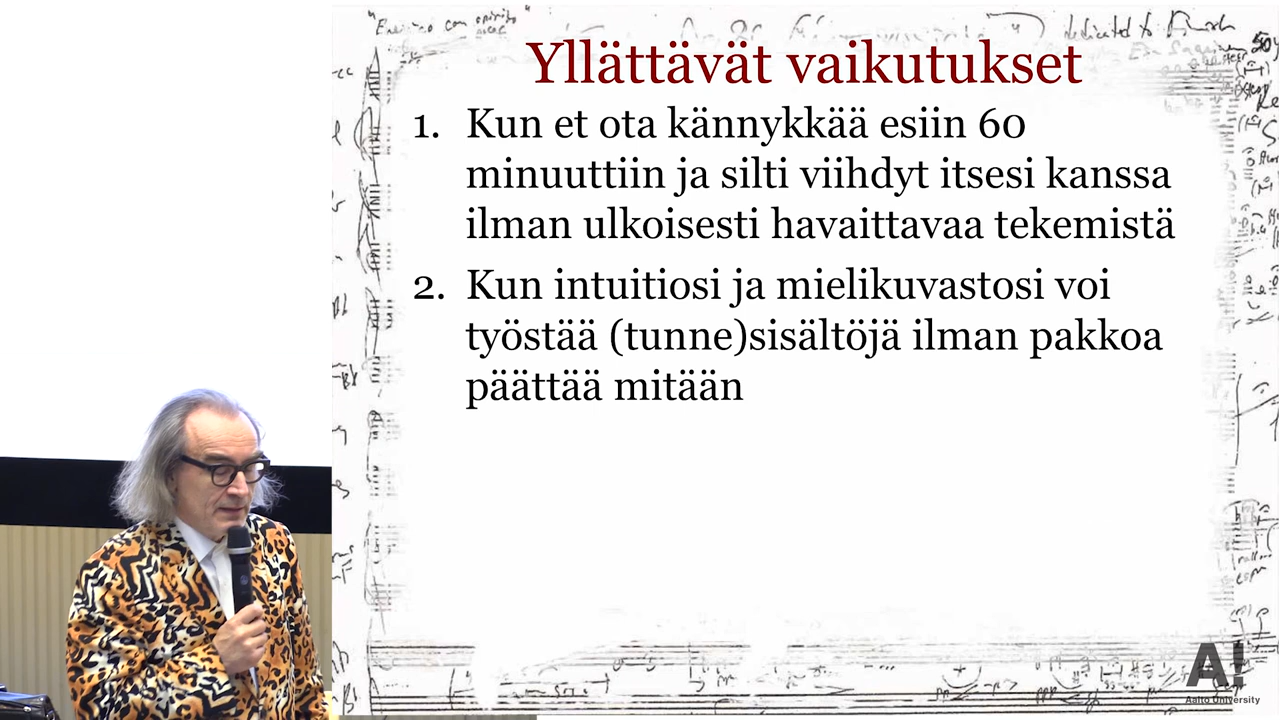 Yllättävät vaikutukset
1. Kun et ota kännykkää esiin 60
minuuttiin ja silti viihdyt itsesi kanssa
ilman ulkoisesti havaittavaa tekemistä
2. Kun intuitiosi ja mielikuvastosi voi
työstää (tunne)sisältöjä ilman pakkoa
päättää mitään
A!
Aalto University